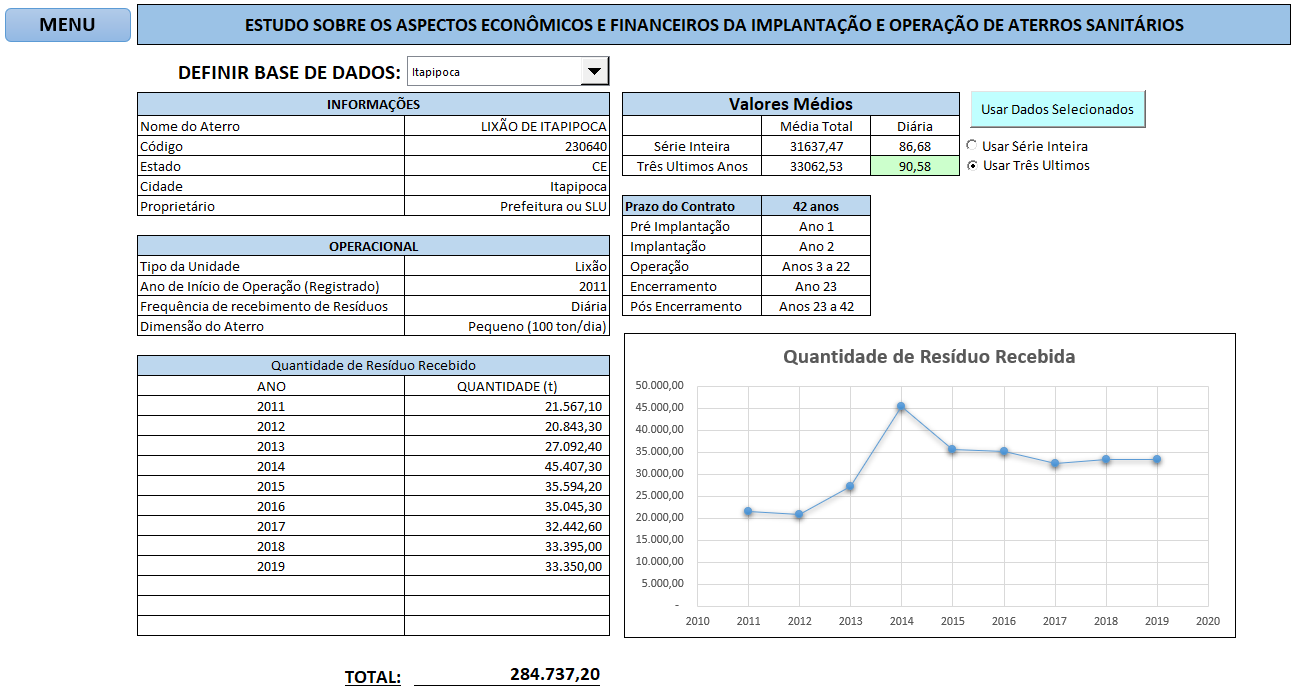 MENU
ESTUDO SOBRE OS ASPECTOS ECONÔMICOS E FINANCEIROS DA IMPLANTAÇÃO E OPERAÇÃO DE ATERROS SANITÁRIOS
DEFINIR BASE DE DADOS: Itapipoca
INFORMAÇÕES
Nome do Aterro LIXÃO DE ITAPIPOCA
Código 230640
Estado CE
Cidade Itapipoca
Proprietário Prefeitura ou SLU
OPERACIONAL
Tipo da Unidade Lixão
Ano de Início de Operação (Registrado) 2011
Frequência de recebimento de Resíduos Diária
Dimensão do Aterro Pequeno (100 ton/dia)
Quantidade de Resíduo Recebido
ANO QUANTIDADE (t)
2011 21.567,10
2012 20.843,30
2013 27.092,40
2014 45.407,30
2015 35.594,20
2016 35.045,30
2017 32.442,60
2018 33.395,00
2019 33.350,00
TOTAL: 284.737,20
Valores Médios
Média Total Diária
Série Inteira 31637,47 86,68
Três Ultimos Anos 33062,53 90,58
Usar Dados Selecionados
Usar Série Inteira
Usar Três Ultimos
Prazo do Contrato 42 anos
Pré Implantação Ano 1
Implantação Ano 2
Operação Anos 3 a 22
Encerramento Ano 23
Pós Encerramento Anos 23 a 42
Quantidade de Resíduo Recebida
50.000,00
45.000,00
40.000,00
35.000,00
30.000,00
25.000,00
20.000,00
15.000,00
10.000,00
5.000,00
-
2010 2011 2012 2013 2014 2015 2016 2017 2018 2019 2020